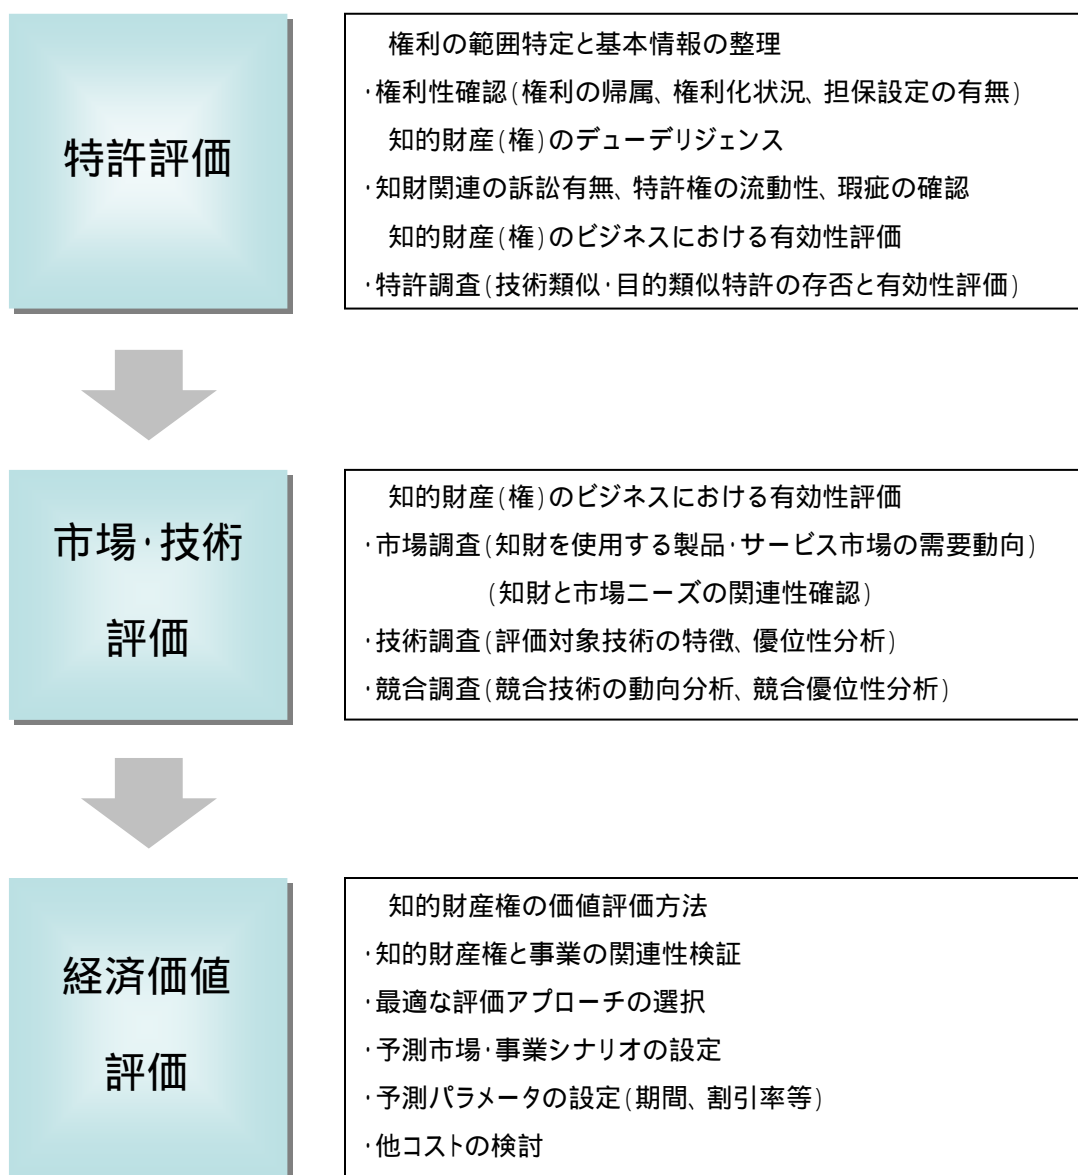 特許評価
権利の範囲特定と基本情報の整理
・権利性確認(権利の帰属、権利化状況、担保設定の有無)
知的財産(権)のデューデリジェンス
・知財関連の訴訟有無、特許権の流動性、瑕疵の確認
知的財産(権)のビジネスにおける有効性評価
・特許調査(技術類似・目的類似特許の存否と有効性評価)
市場・技術
評価
知的財産(権)のビジネスにおける有効性評価
・市場調査(知財を使用する製品・サービス市場の需要動向)
(知財と市場ニーズの関連性確認)
・技術調査(評価対象技術の特徴、優位性分析)
・競合調査(競合技術の動向分析、競合優位性分析)
経済価値
評価
知的財産権の価値評価方法
・知的財産権と事業の関連性検証
・最適な評価アプローチの選択
・予測市場・事業シナリオの設定
・予測パラメータの設定(期間、割引率等)
・他コストの検討